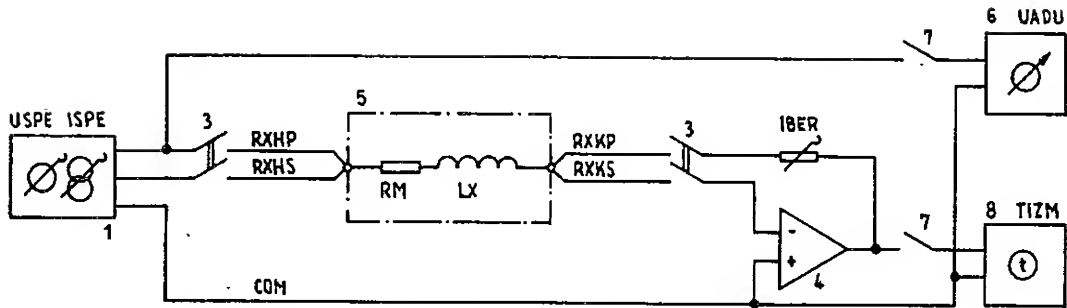 6 UADU
7
USPE ISPE
3
5
RXHP
RXHS
RM
LX
RXKP
RXKS
3
IBER
-
+
4
7
8 TIZM
t
1
COM